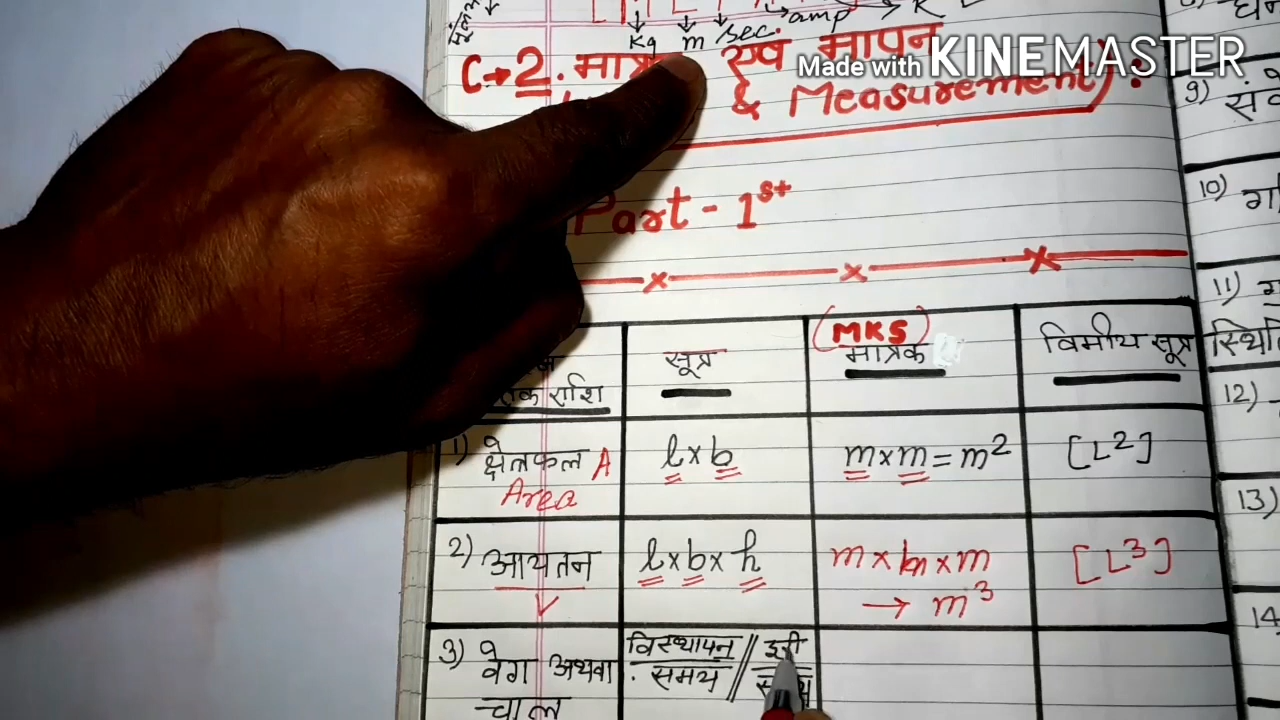 amp → K
Kg m /sec.
C→2. एवं मापन
Made with KINEMASTER
& Measurement) :
Part - 1st
(MKS)
राशि सूत्र मात्रक विमीय सूत्र
1) क्षेत्रफल A l×b m×m=m² [L²]
Area
2) आयतन l×b×h m×m×m [L³]
V → m³
3) वेग अथवा विस्थापन //
समय
चाल
9)
10)
11)
12)
13)
14